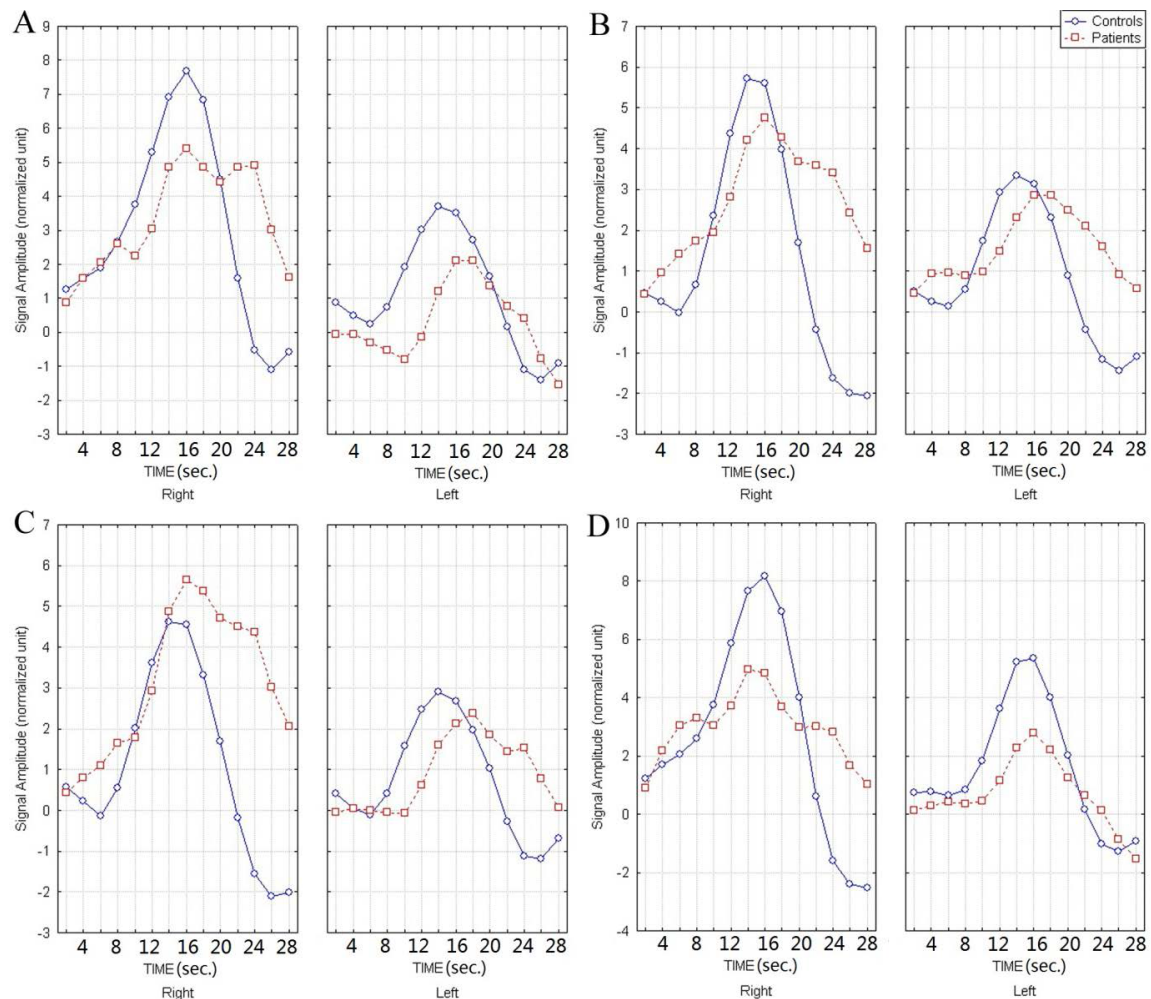 A
B
Controls
Patients
Signal Amplitude (normalized unit)
9
8
7
6
5
4
3
2
1
0
-1
-2
-3
4 8 12 16 20 24 28
TIME (sec.)
Right
4 8 12 16 20 24 28
TIME (sec.)
Left
Signal Amplitude (normalized unit)
7
6
5
4
3
2
1
0
-1
-2
-3
4 8 12 16 20 24 28
TIME (sec.)
Right
4 8 12 16 20 24 28
TIME (sec.)
Left
C
Signal Amplitude (normalized unit)
7
6
5
4
3
2
1
0
-1
-2
-3
4 8 12 16 20 24 28
TIME (sec.)
Right
4 8 12 16 20 24 28
TIME (sec.)
Left
D
Signal Amplitude (normalized unit)
10
8
6
4
2
0
-2
-4
4 8 12 16 20 24 28
TIME (sec.)
Right
4 8 12 16 20 24 28
TIME (sec.)
Left